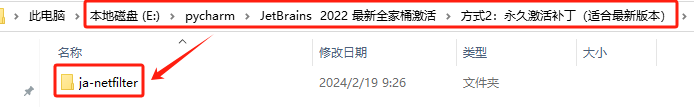 此电脑 › 本地磁盘 (E:) › pycharm › JetBrains 2022 最新全家桶激活 › 方式2：永久激活补丁（适合最新版本） ›
名称 修改日期 类型 大小
ja-netfilter 2024/2/19 9:26 文件夹